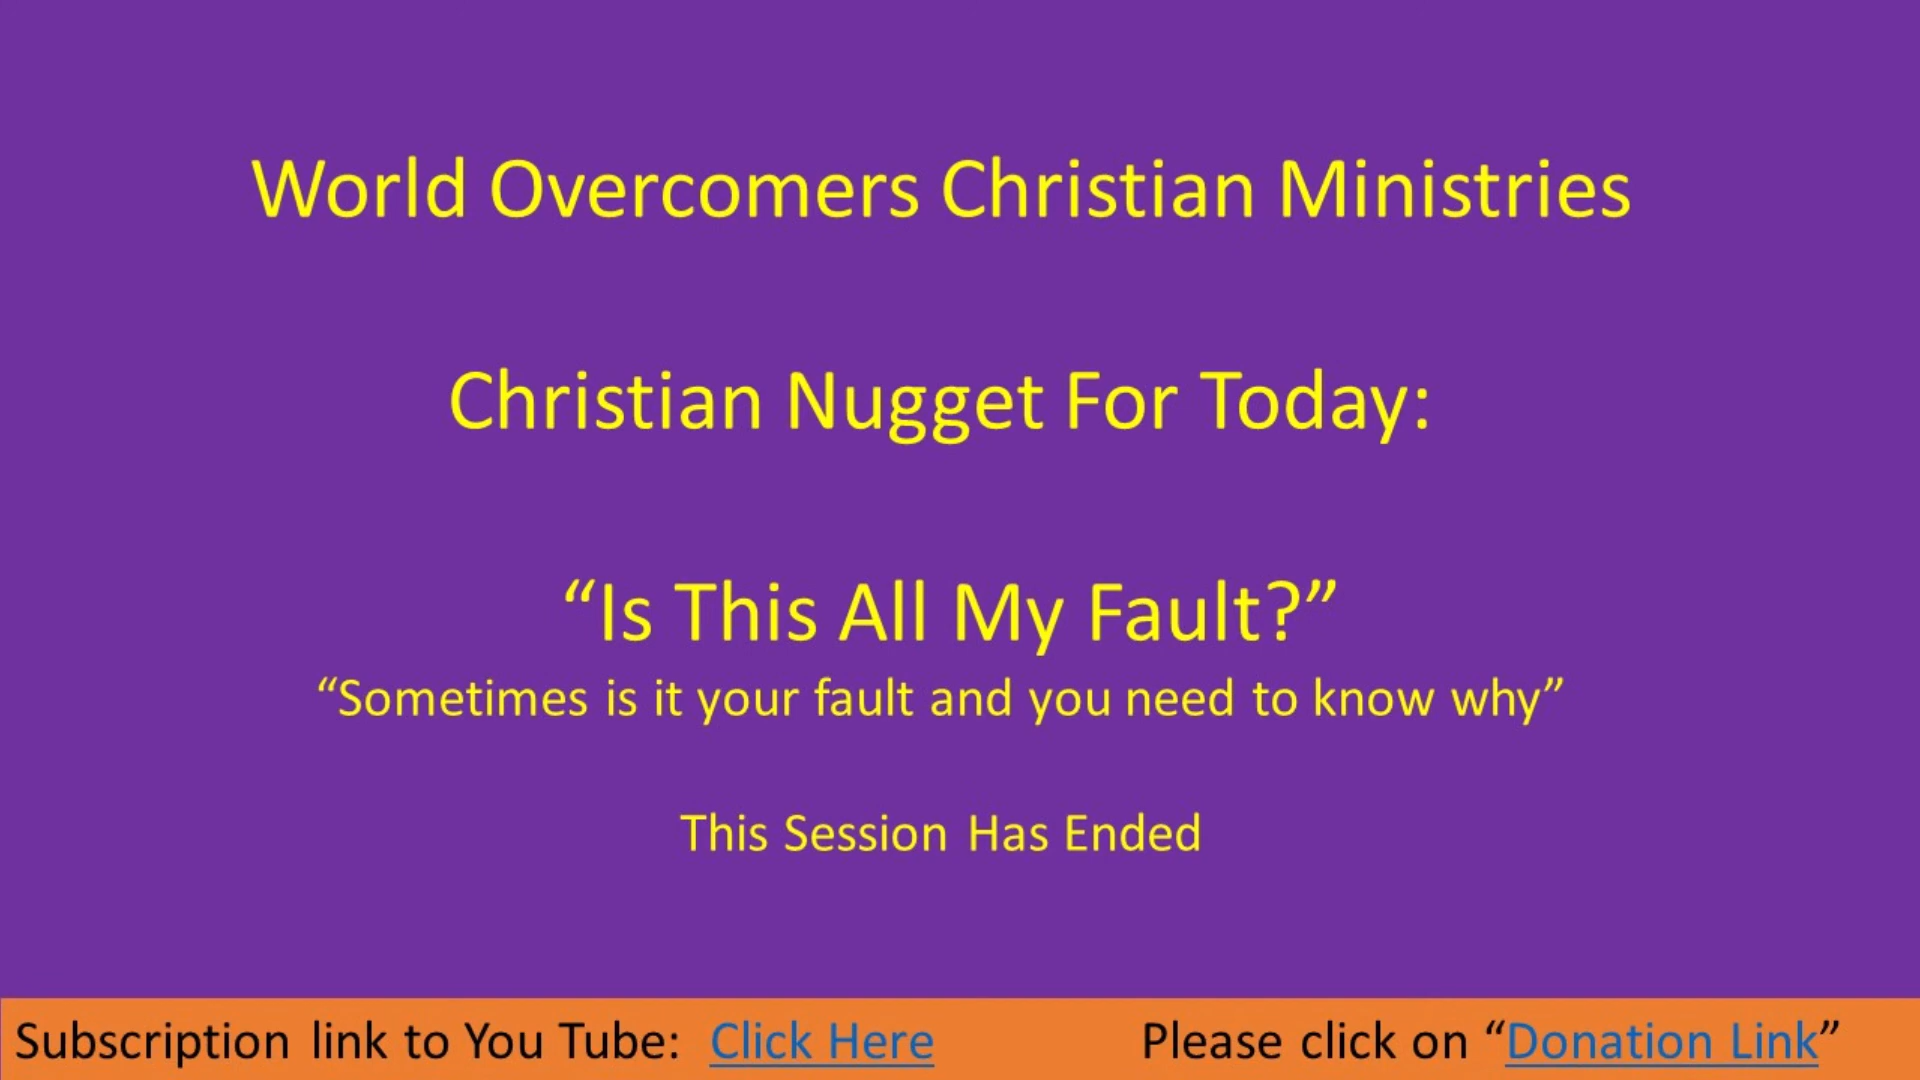 World Overcomers Christian Ministries
Christian Nugget For Today:
“Is This All My Fault?”
“Sometimes is it your fault and you need to know why”
This Session Has Ended
Subscription link to You Tube: Click Here Please click on “Donation Link”